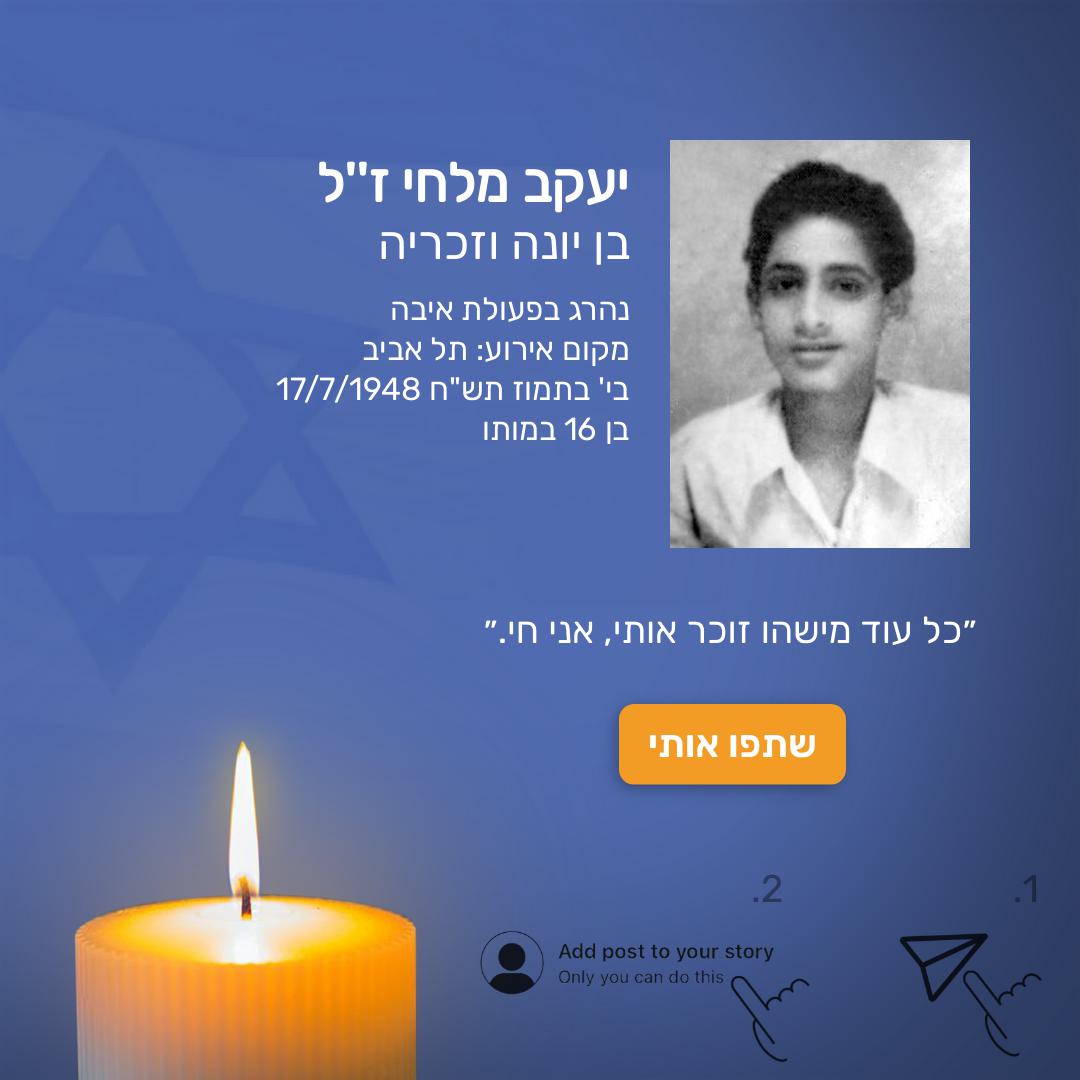 יעקב מלחי ז"ל
בן יונה וזכריה
נהרג בפעולת איבה
מקום אירוע: תל אביב
בי' בתמוז תש"ח 17/7/1948
בן 16 במותו
״כל עוד מישהו זוכר אותי, אני חי.״
שתפו אותי
1.
2.
Add post to your story
Only you can do this